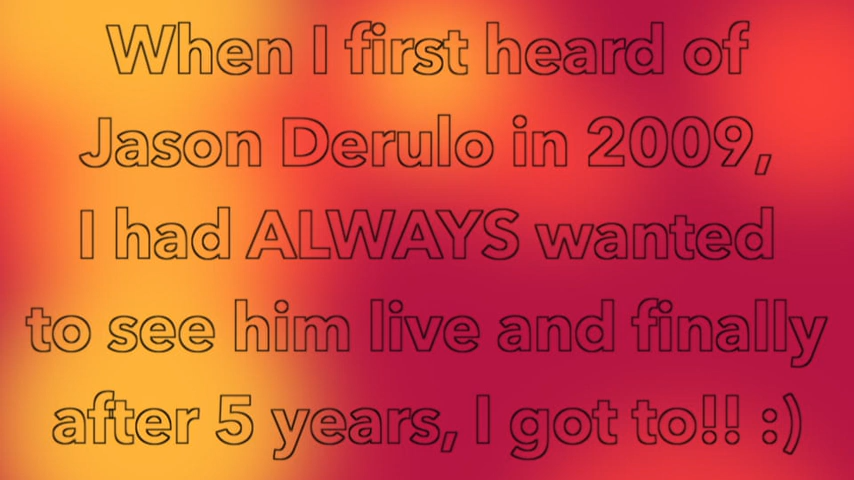 When I first heard of
Jason Derulo in 2009,
I had ALWAYS wanted
to see him live and finally
after 5 years, I got to!! :)